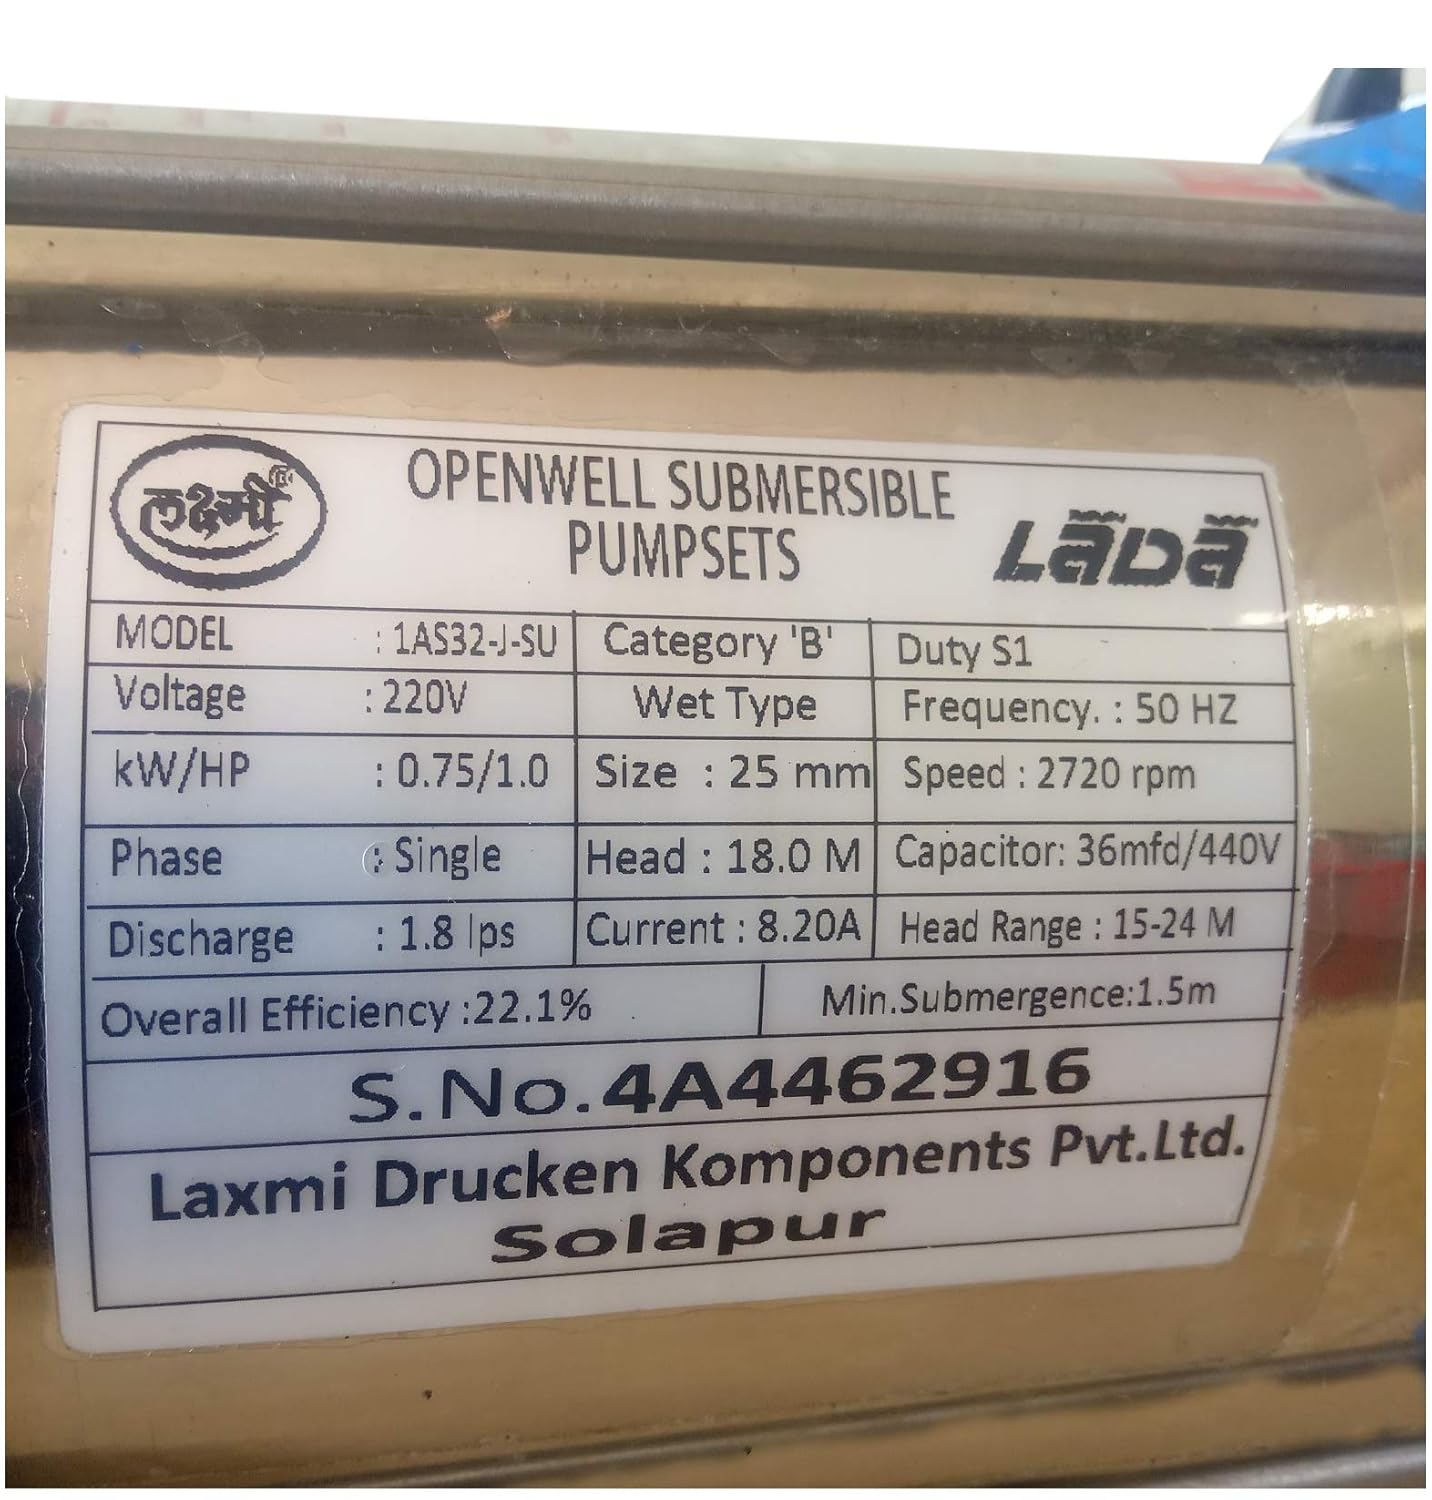 लक्ष्मी
OPENWELL SUBMERSIBLE
PUMPSETS
Lada
MODEL : 1AS32-J-SU Category 'B' Duty S1
Voltage : 220V Wet Type Frequency. : 50 HZ
kW/HP : 0.75/1.0 Size : 25 mm Speed : 2720 rpm
Phase : Single Head : 18.0 M Capacitor: 36mfd/440V
Discharge : 1.8 lps Current : 8.20A Head Range : 15-24 M
Overall Efficiency :22.1% Min.Submergence:1.5m
S.No.4A4462916
Laxmi Drucken Komponents Pvt.Ltd.
Solapur